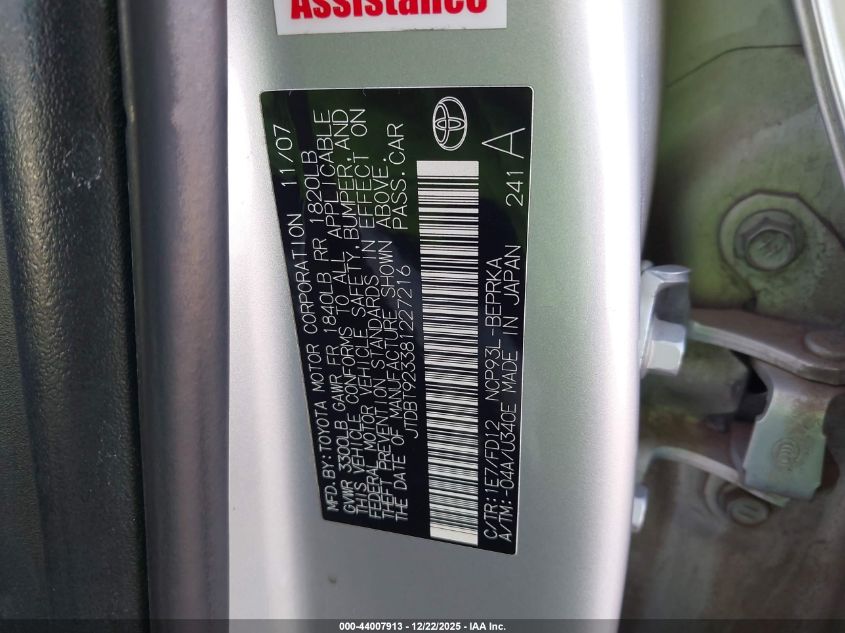 Assistance
MFD. BY: TOYOTA MOTOR CORPORATION 11/07
GVWR 3300LB GAWR FR 1840LB RR 1820LB
THIS VEHICLE CONFORMS TO ALL APPLICABLE
FEDERAL MOTOR VEHICLE SAFETY, BUMPER, AND
THEFT PREVENTION STANDARDS IN EFFECT ON
THE DATE OF MANUFACTURE SHOWN ABOVE.
JTDBT923381227216 PASS. CAR
C/TR: 1E7/FD12 NCP93L-BEPRKA 241 A
A/TM: -04A/U340E MADE IN JAPAN
000-44007913 - 12/22/2025 - IAA Inc.